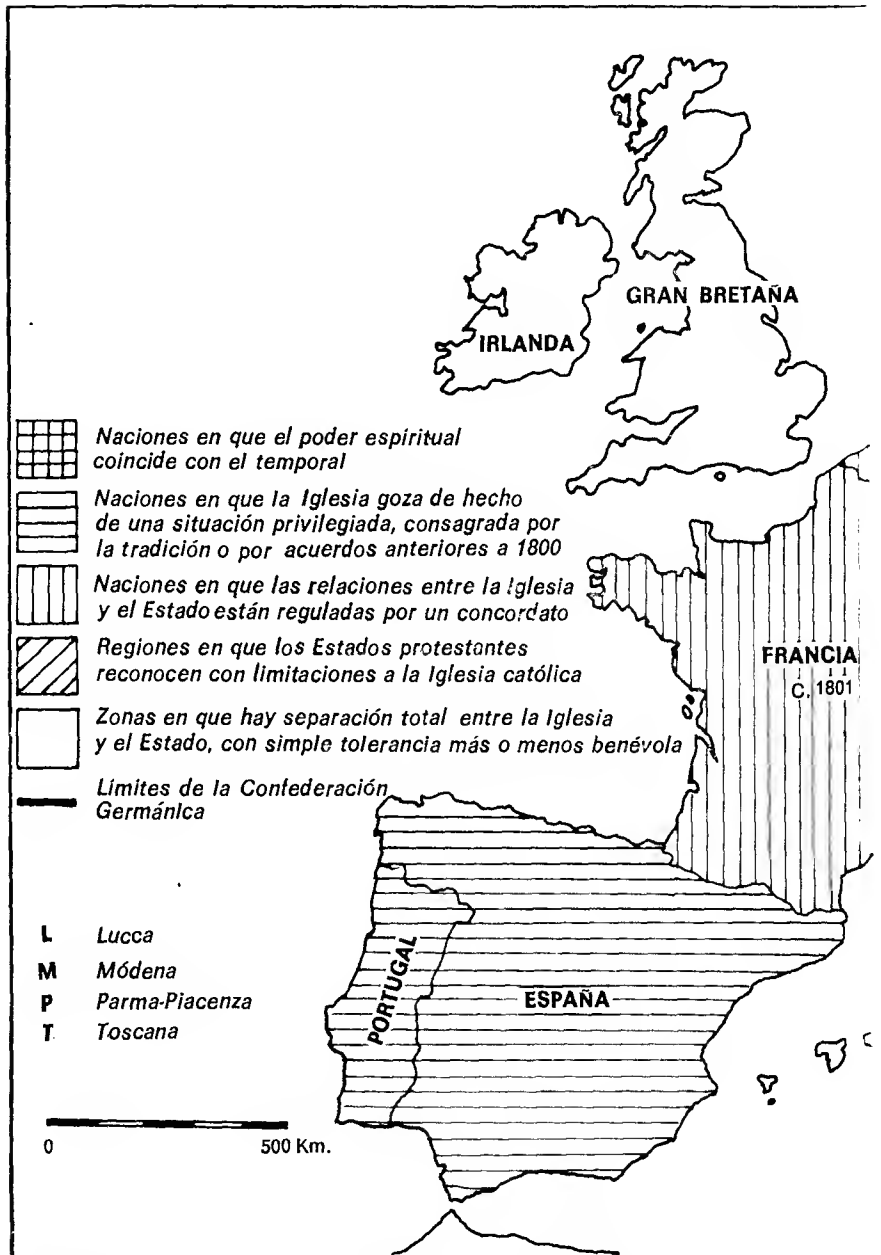 GRAN BRETAÑA
IRLANDA
Naciones en que el poder espiritual
coincide con el temporal
Naciones en que la Iglesia goza de hecho
de una situación privilegiada, consagrada por
la tradición o por acuerdos anteriores a 1800
Naciones en que las relaciones entre la Iglesia
y el Estado están reguladas por un concordato
Regiones en que los Estados protestantes
reconocen con limitaciones a la Iglesia católica
Zonas en que hay separación total entre la Iglesia
y el Estado, con simple tolerancia más o menos benévola
Límites de la Confederación
Germánica
FRANCIA
C. 1801
L Lucca
M Módena
P Parma-Piacenza
T Toscana
PORTUGAL
ESPAÑA
0 500 Km.